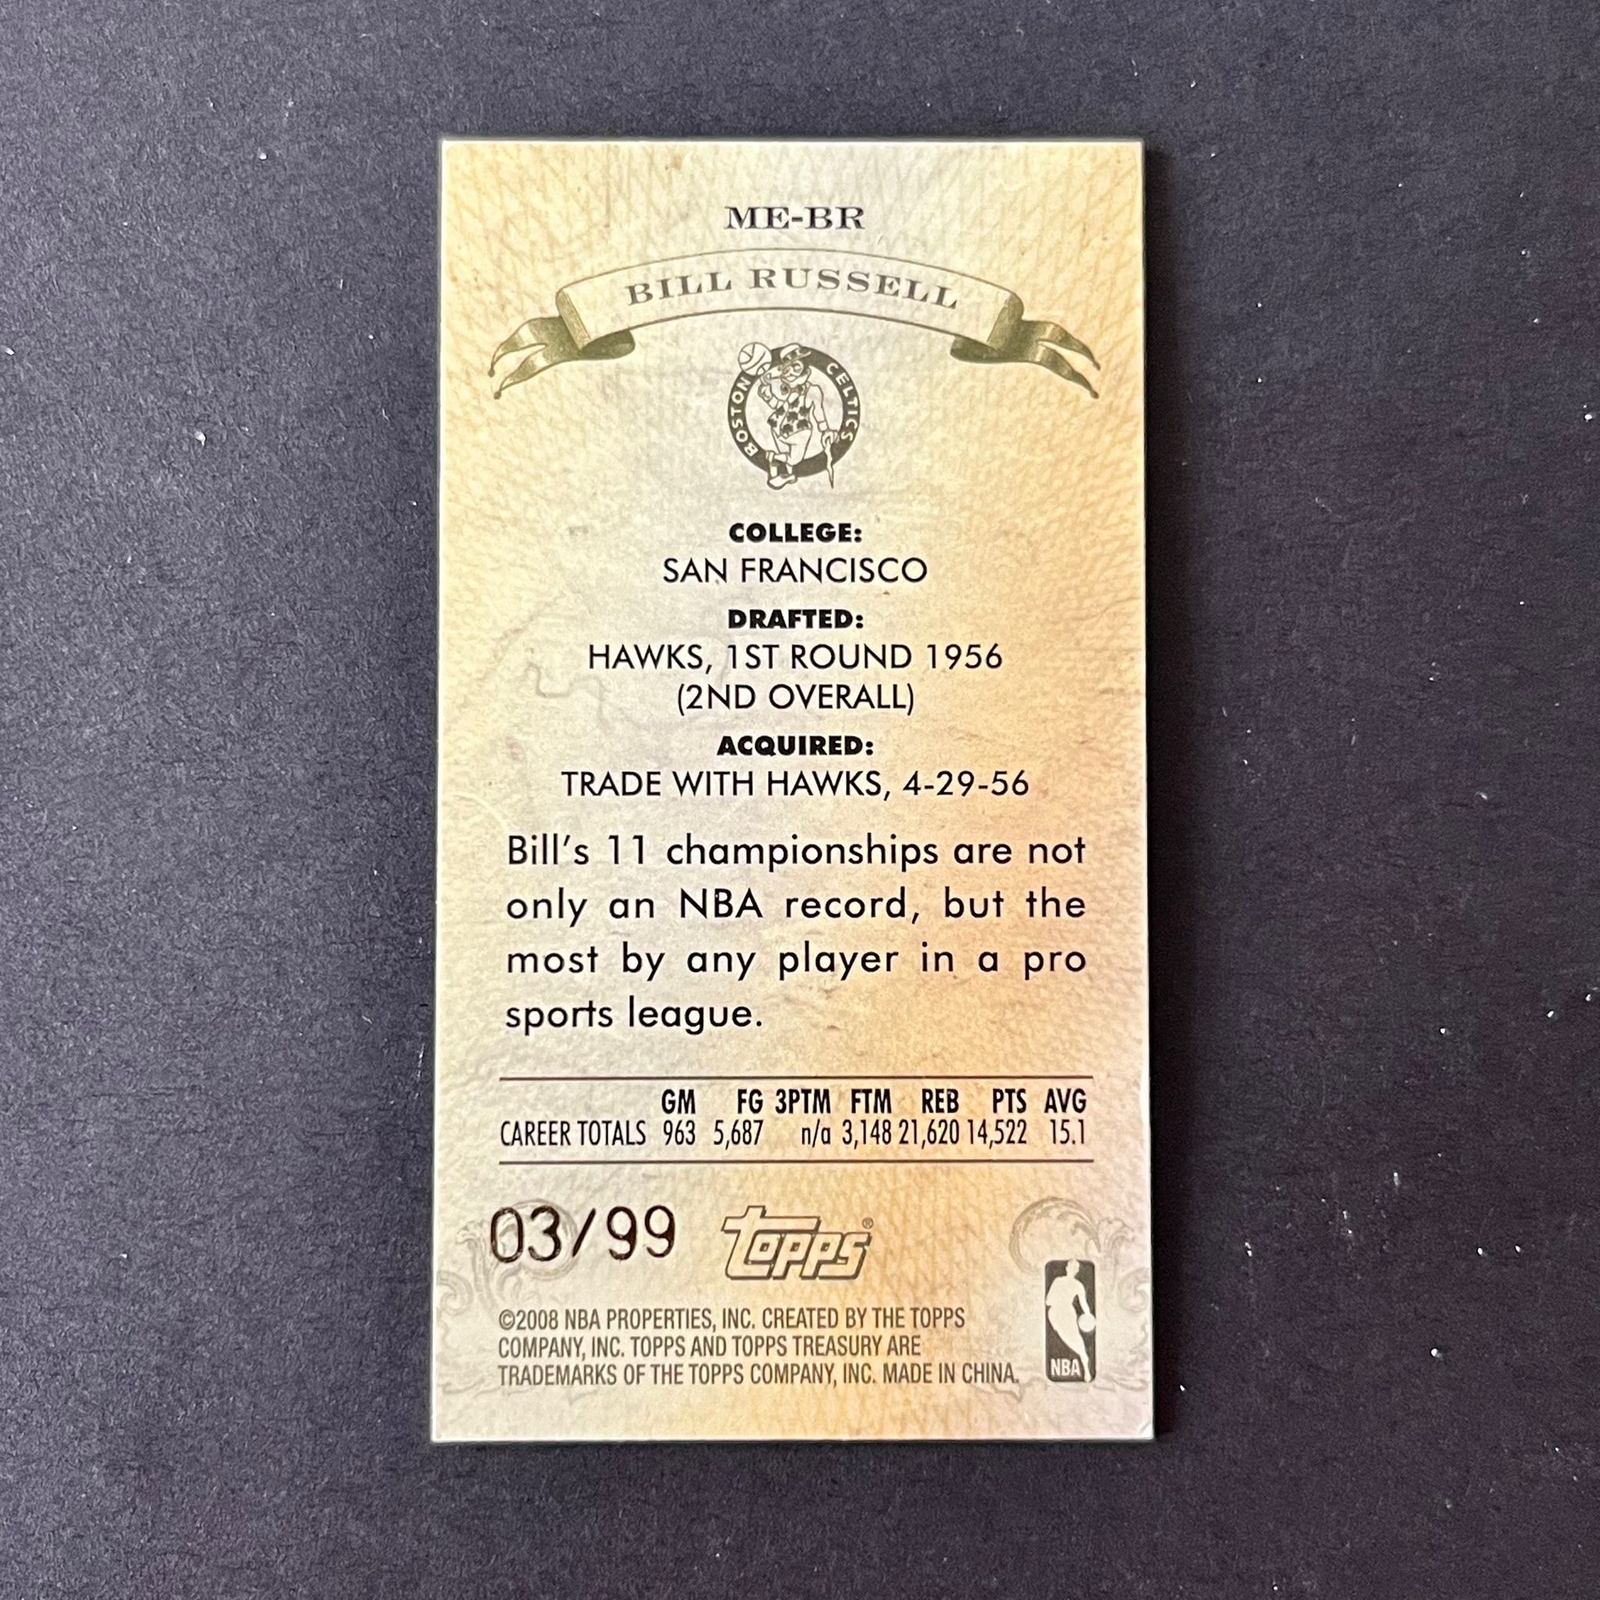 ME-BR
BILL RUSSELL
BOSTON CELTICS
COLLEGE:
SAN FRANCISCO
DRAFTED:
HAWKS, 1ST ROUND 1956
(2ND OVERALL)
ACQUIRED:
TRADE WITH HAWKS, 4-29-56
Bill's 11 championships are not
only an NBA record, but the
most by any player in a pro
sports league.
GM FG 3PTM FTM REB PTS AVG
CAREER TOTALS 963 5,687 n/a 3,148 21,620 14,522 15.1
03/99 Topps®
©2008 NBA PROPERTIES, INC. CREATED BY THE TOPPS
COMPANY, INC. TOPPS AND TOPPS TREASURY ARE
TRADEMARKS OF THE TOPPS COMPANY, INC. MADE IN CHINA.
NBA